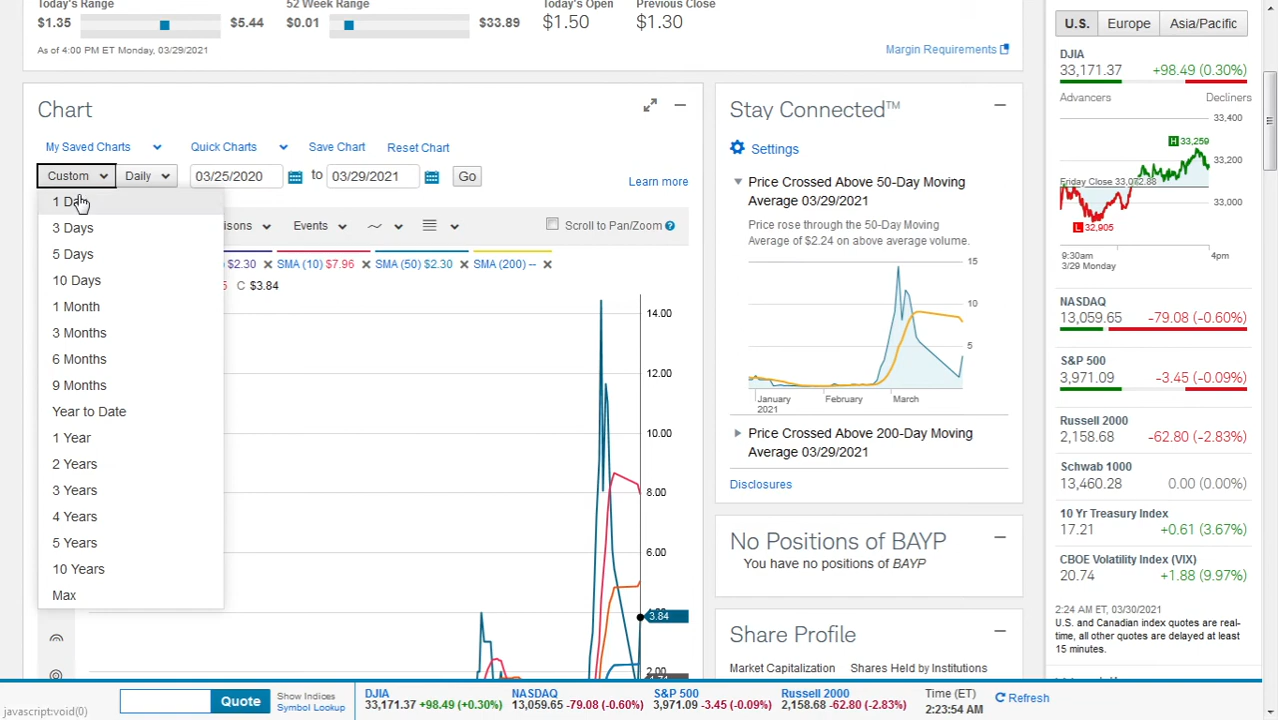 Today's Range
52 Week Range
Today's Open
Previous Close
$1.35
$5.44
$0.01
$33.89
$1.50
$1.30
As of 4:00 PM ET Monday, 03/29/2021
Margin Requirements
Chart
My Saved Charts
Quick Charts
Save Chart
Reset Chart
Custom
Daily
03/25/2020
to
03/29/2021
Go
Learn more
1 Day
3 Days
5 Days
10 Days
1 Month
3 Months
6 Months
9 Months
Year to Date
1 Year
2 Years
3 Years
4 Years
5 Years
10 Years
Max
Events
Scroll to Pan/Zoom
$2.30
SMA (10) $7.96
SMA (50) $2.30
SMA (200) --
C $3.84
14.00
12.00
10.00
8.00
6.00
3.84
2.00
Stay Connected™
Settings
Price Crossed Above 50-Day Moving
Average 03/29/2021
Price rose through the 50-Day Moving
Average of $2.24 on above average volume.
15
10
5
January
2021
February
March
Price Crossed Above 200-Day Moving
Average 03/29/2021
Disclosures
No Positions of BAYP
You have no positions of BAYP
Share Profile
Market Capitalization
Shares Held by Institutions
U.S.
Europe
Asia/Pacific
DJIA
33,171.37
+98.49 (0.30%)
Advancers
Decliners
33,400
H 33,259
33,200
Friday Close 33,072.88
33,000
L 32,905
9:30am
3/29 Monday
4pm
NASDAQ
13,059.65
-79.08 (-0.60%)
S&P 500
3,971.09
-3.45 (-0.09%)
Russell 2000
2,158.68
-62.80 (-2.83%)
Schwab 1000
13,460.28
0.00 (0.00%)
10 Yr Treasury Index
17.21
+0.61 (3.67%)
CBOE Volatility Index (VIX)
20.74
+1.88 (9.97%)
2:24 AM ET, 03/30/2021
U.S. and Canadian index quotes are real-
time, all other quotes are delayed at least
15 minutes.
Quote
Show Indices
Symbol Lookup
DJIA
33,171.37 +98.49 (+0.30%)
NASDAQ
13,059.65 -79.08 (-0.60%)
S&P 500
3,971.09 -3.45 (-0.09%)
Russell 2000
2,158.68 -62.80 (-2.83%)
Time (ET)
2:23:54 AM
Refresh
javascript:void(0)